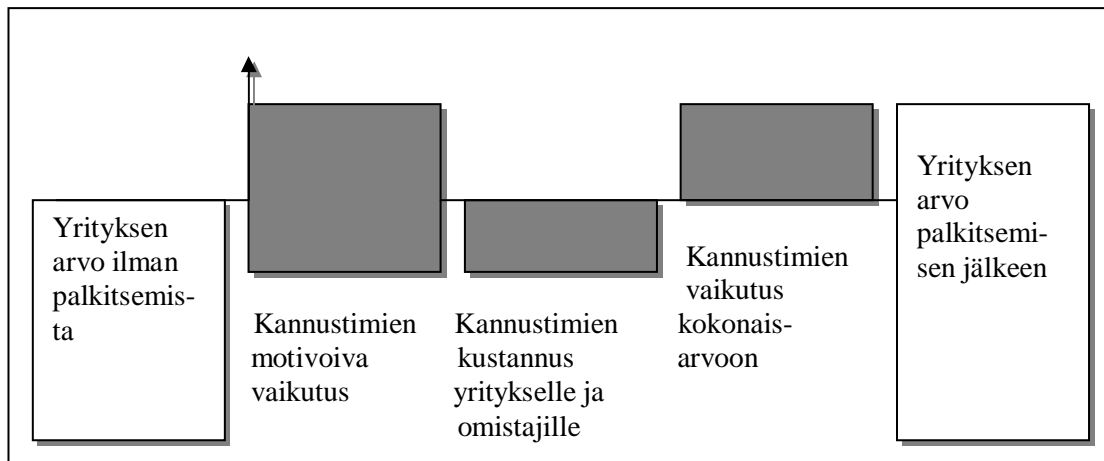 Yrityksen
arvo ilman
palkitsemis-
ta
Kannustimien
motivoiva
vaikutus
Kannustimien
kustannus
yritykselle ja
omistajille
Kannustimien
vaikutus
kokonais-
arvoon
Yrityksen
arvo
palkitsemi-
sen jälkeen